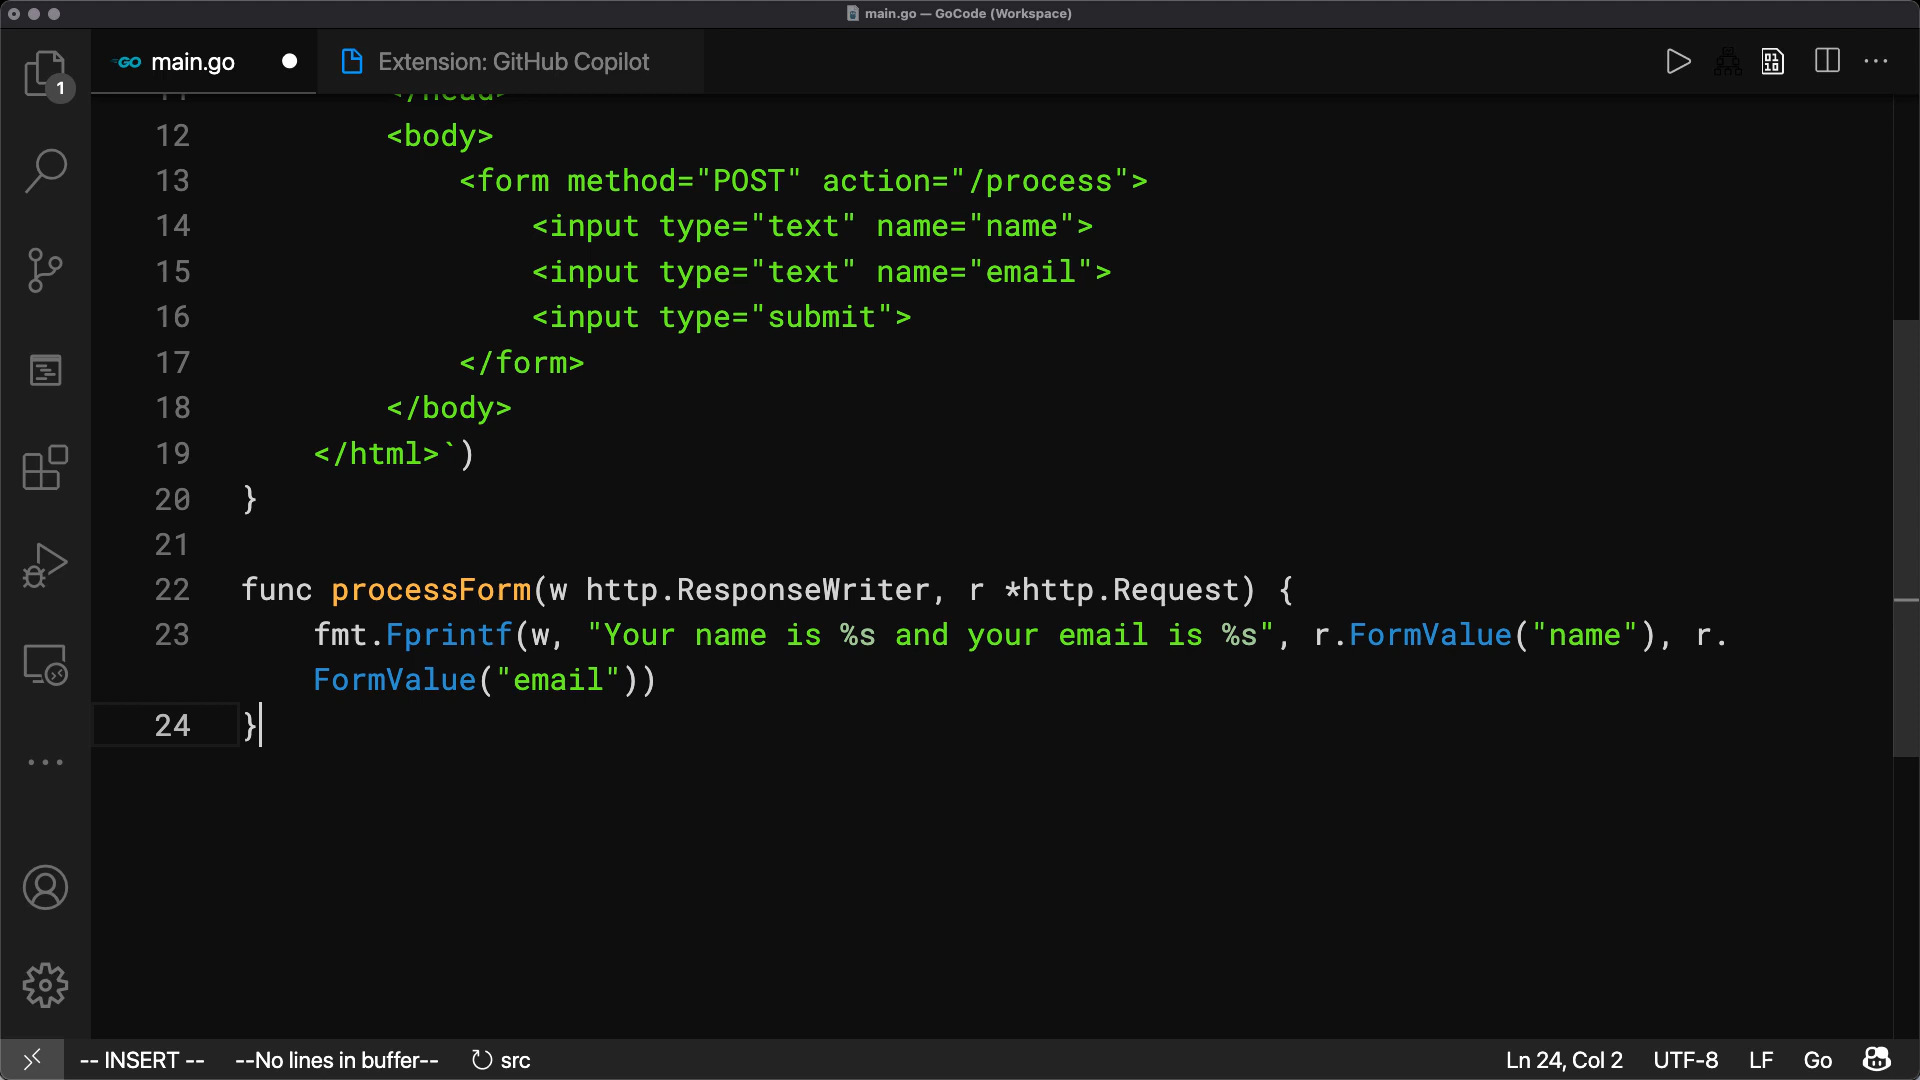 main.go — GoCode (Workspace)
GO main.go
Extension: GitHub Copilot
1
11 </head>
12 <body>
13 <form method="POST" action="/process">
14 <input type="text" name="name">
15 <input type="text" name="email">
16 <input type="submit">
17 </form>
18 </body>
19 </html>`)
20 }
21
22 func processForm(w http.ResponseWriter, r *http.Request) {
23 fmt.Fprintf(w, "Your name is %s and your email is %s", r.FormValue("name"), r.
FormValue("email"))
24 }
-- INSERT -- --No lines in buffer-- src
Ln 24, Col 2 UTF-8 LF Go